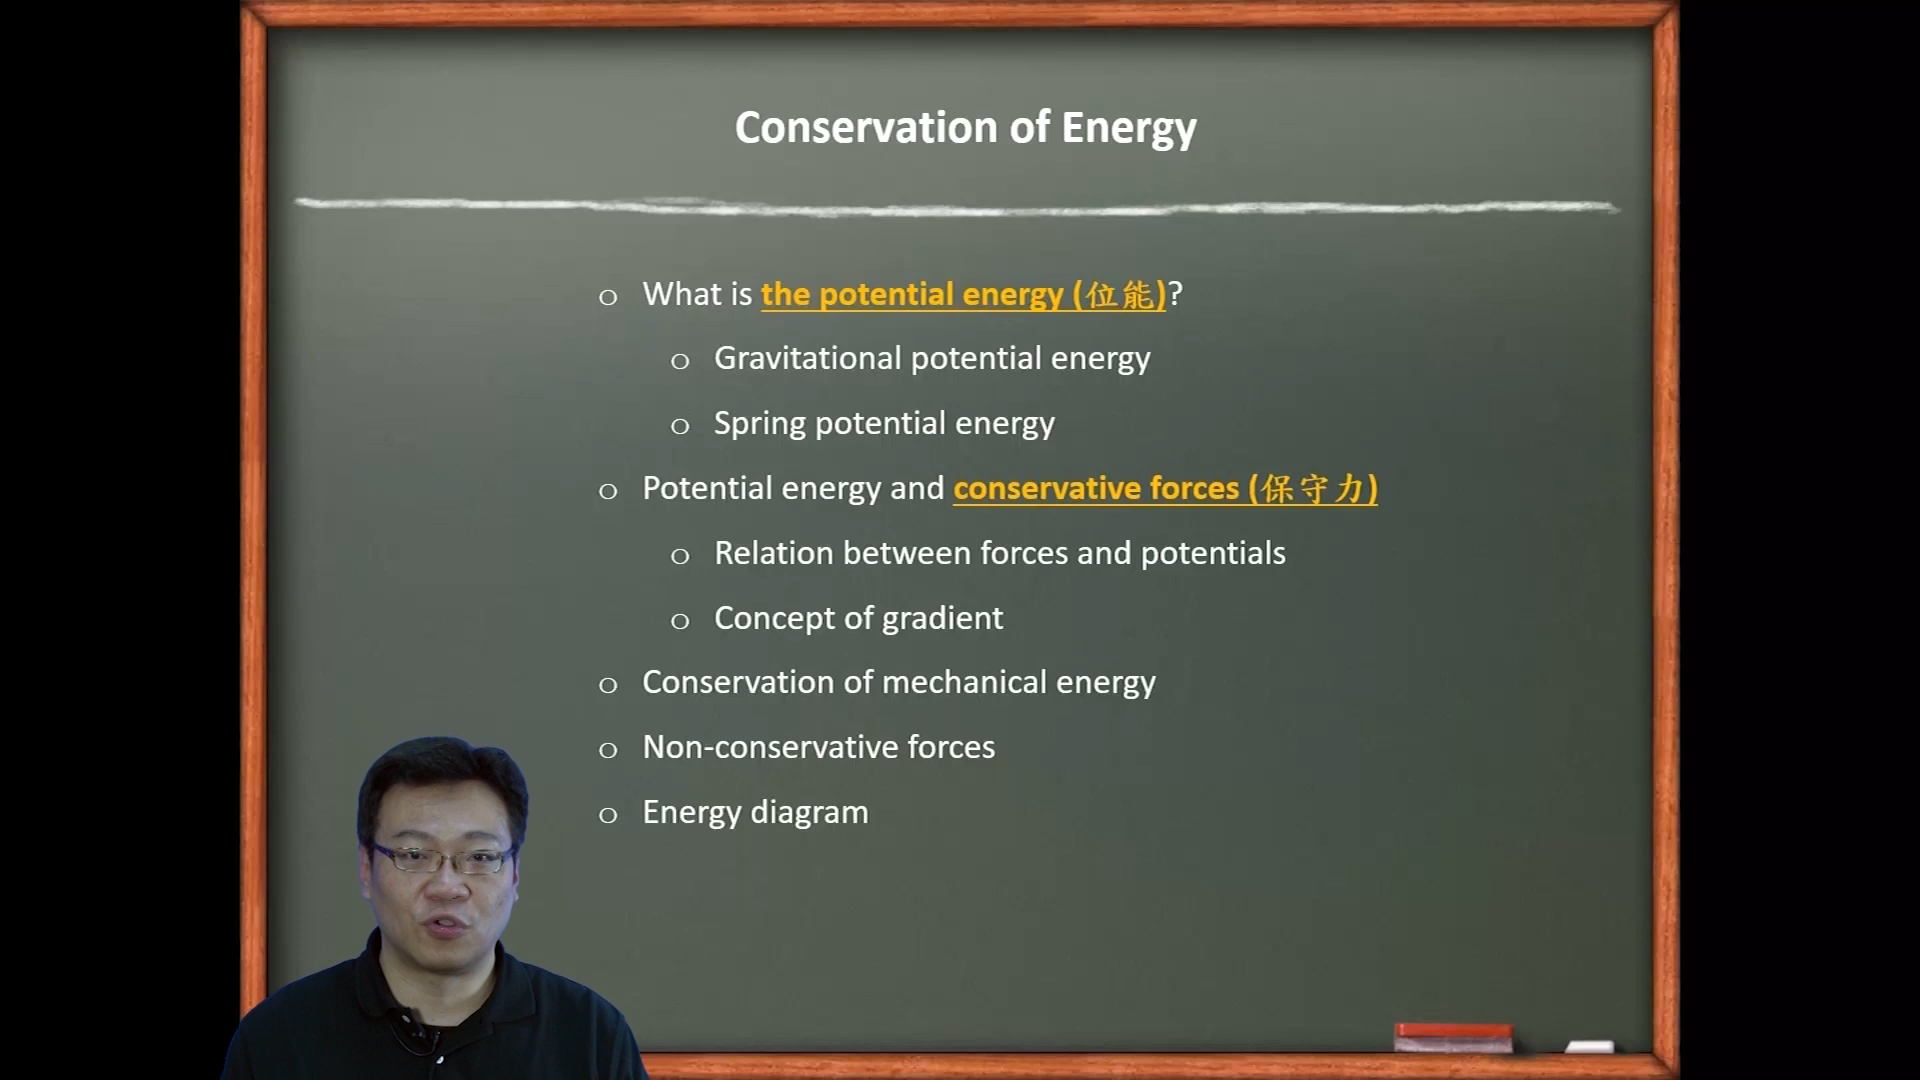 Conservation of Energy
What is the potential energy (位能)?
Gravitational potential energy
Spring potential energy
Potential energy and conservative forces (保守力)
Relation between forces and potentials
Concept of gradient
Conservation of mechanical energy
Non-conservative forces
Energy diagram